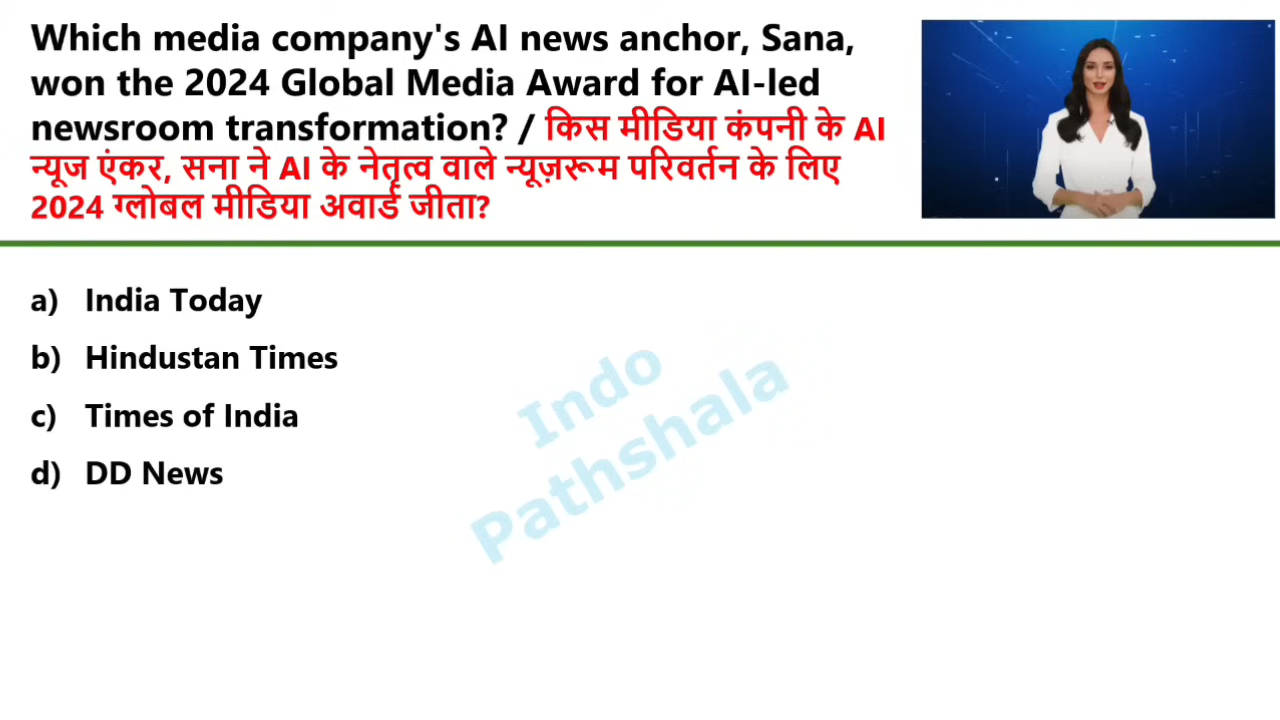 Which media company's AI news anchor, Sana,
won the 2024 Global Media Award for AI-led
newsroom transformation? / किस मीडिया कंपनी के AI
न्यूज एंकर, सना ने AI के नेतृत्व वाले न्यूज़रूम परिवर्तन के लिए
2024 ग्लोबल मीडिया अवार्ड जीता?
a) India Today
b) Hindustan Times
c) Times of India
d) DD News
Indo
Pathshala